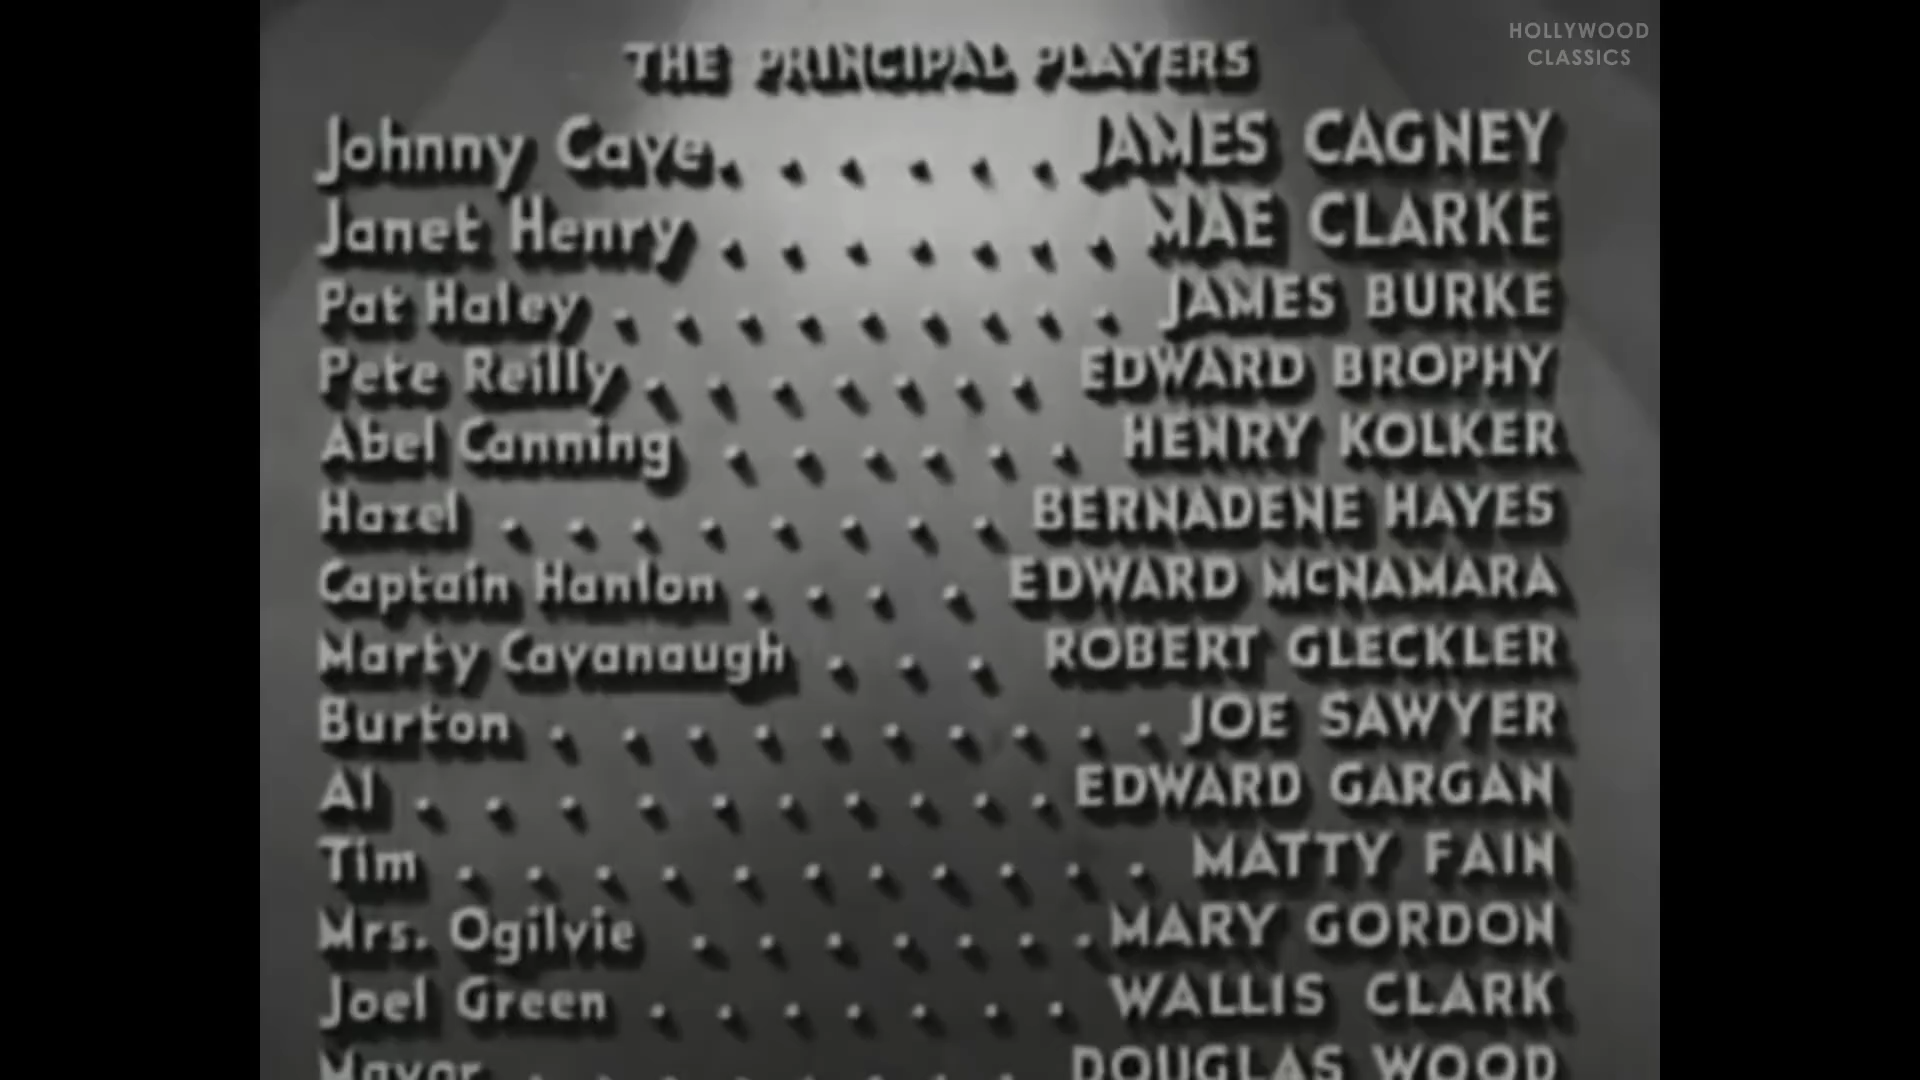 HOLLYWOOD
CLASSICS
THE PRINCIPAL PLAYERS
Johnny Cave . . . . . . JAMES CAGNEY
Janet Henry . . . . . . . MAE CLARKE
Pat Haley . . . . . . . . . JAMES BURKE
Pete Reilly . . . . . . . EDWARD BROPHY
Abel Canning . . . . . . HENRY KOLKER
Hazel . . . . . . . . BERNADENE HAYES
Captain Hanlon . . . . EDWARD McNAMARA
Marty Cavanaugh . . . ROBERT GLECKLER
Burton . . . . . . . . . . JOE SAWYER
Al . . . . . . . . . . EDWARD GARGAN
Tim . . . . . . . . . . . MATTY FAIN
Mrs. Ogilvie . . . . . . . MARY GORDON
Joel Green . . . . . . . WALLIS CLARK
Mayor . . . . . . . . DOUGLAS WOOD